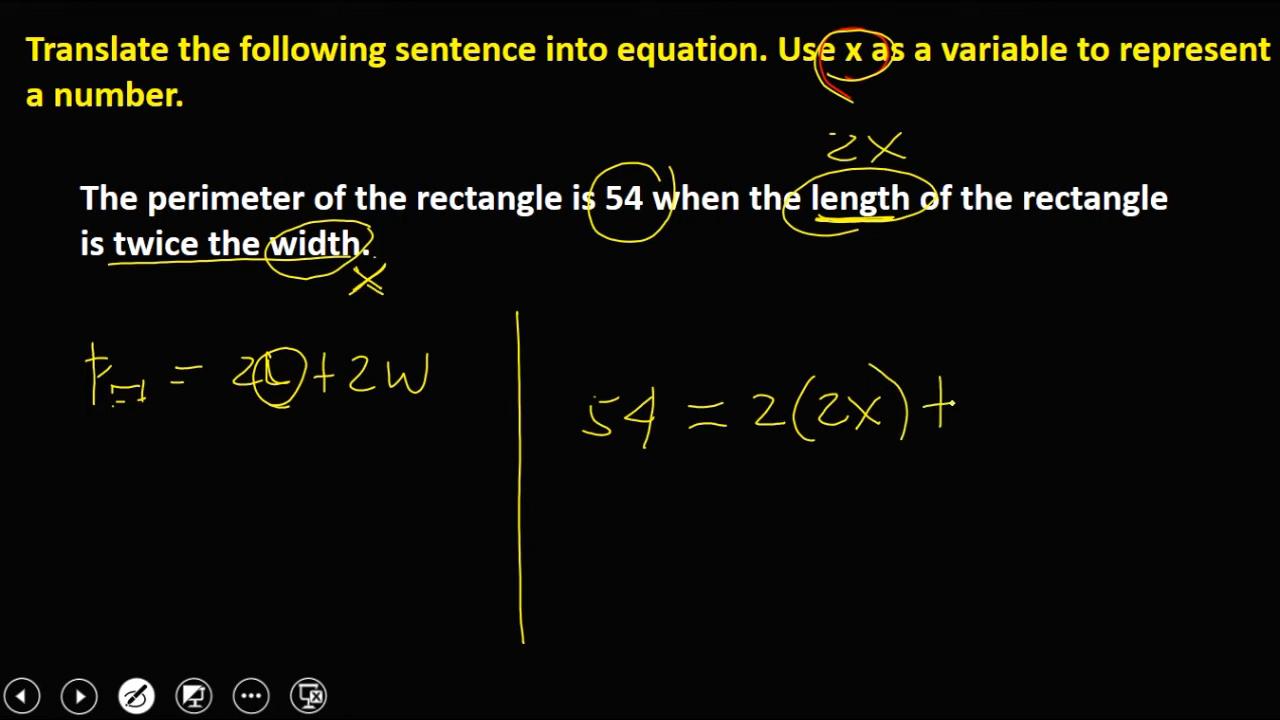 Translate the following sentence into equation. Use x as a variable to represent
a number.
2x
The perimeter of the rectangle is 54 when the length of the rectangle
is twice the width.
x
P = 2L + 2W
54 = 2(2x) +